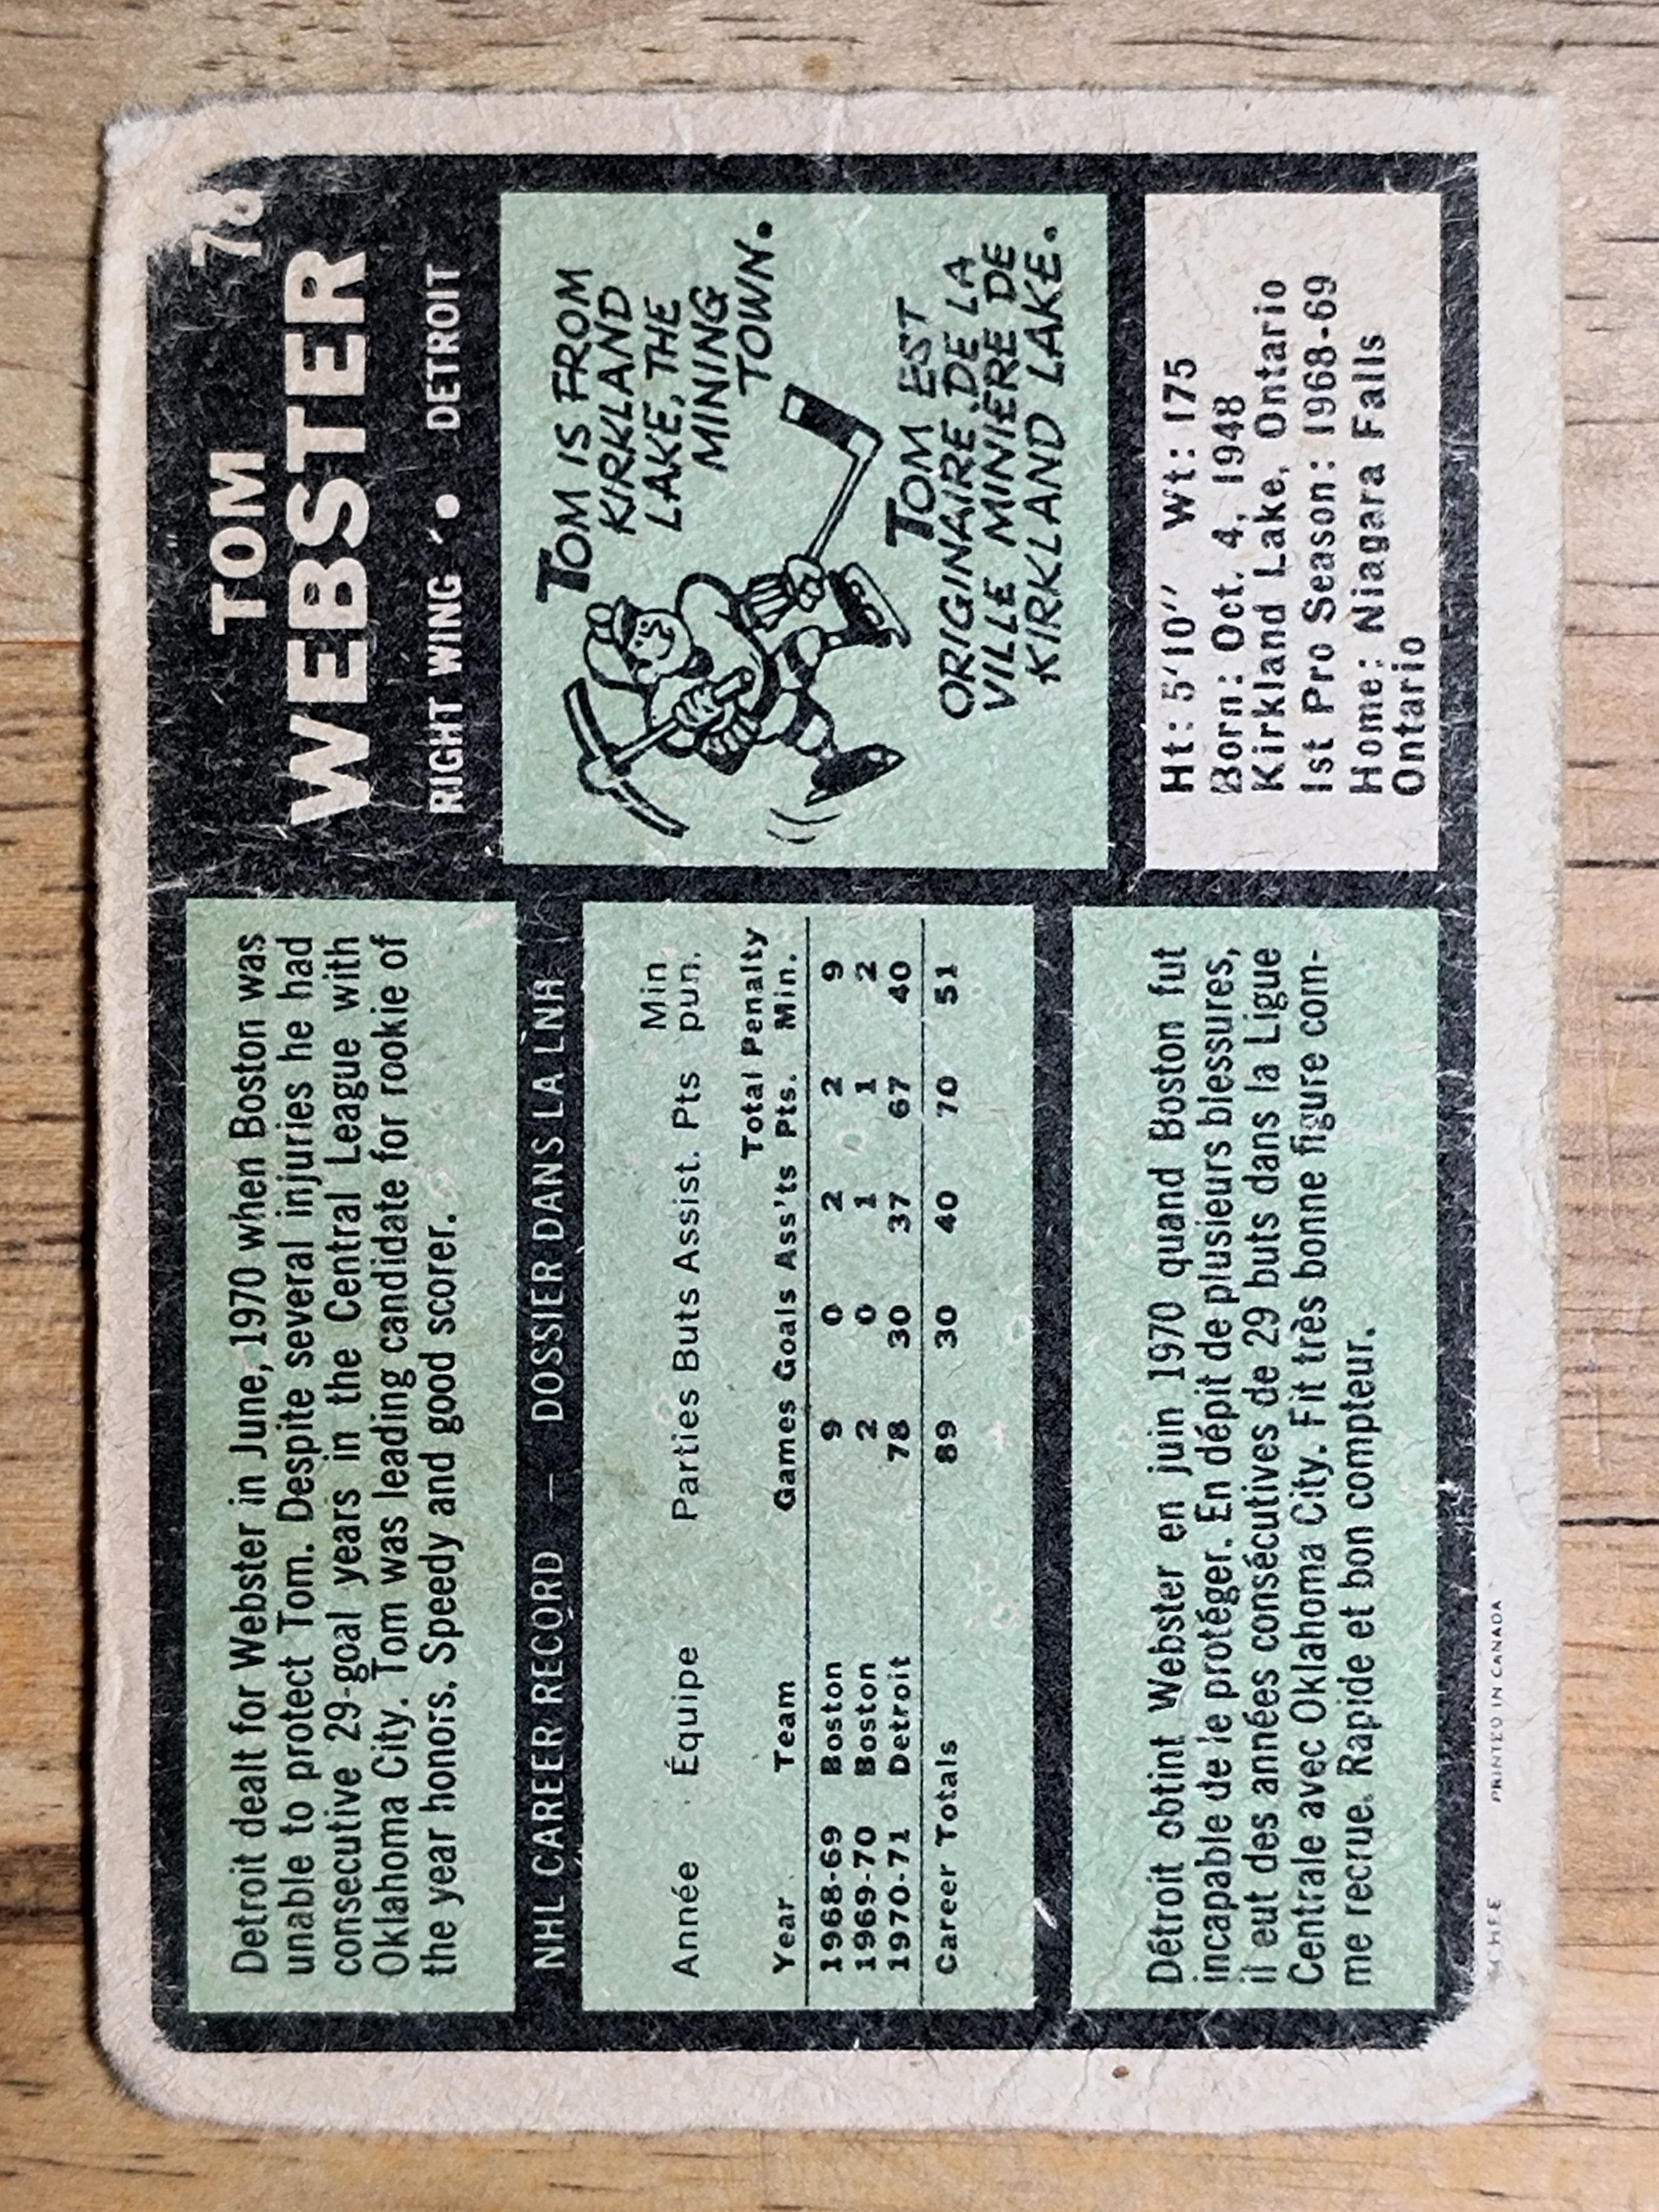 Detroit dealt for Webster in June, 1970 when Boston was
unable to protect Tom. Despite several injuries he had
consecutive 29-goal years in the Central League with
Oklahoma City. Tom was leading candidate for rookie of
the year honors. Speedy and good scorer.
78
TOM
WEBSTER
RIGHT WING • DETROIT
NHL CAREER RECORD — DOSSIER DANS LA LNH
Année Équipe Parties Buts Assist. Pts Min pun.
Year Team Games Goals Ass'ts Total Pts. Penalty Min.
1968-69 Boston 9 0 2 2 9
1969-70 Boston 2 0 1 1 2
1970-71 Detroit 78 30 37 67 40
Career Totals 89 30 40 70 51
TOM IS FROM
KIRKLAND
LAKE, THE
MINING
TOWN.
TOM EST
ORIGINAIRE DE LA
VILLE MINIÈRE DE
KIRKLAND LAKE.
Détroit obtint Webster en juin 1970 quand Boston fut
incapable de le protéger. En dépit de plusieurs blessures,
il eut des années consécutives de 29 buts dans la Ligue
Centrale avec Oklahoma City. Fit très bonne figure com-
me recrue. Rapide et bon compteur.
Ht: 5'10" Wt: 175
Born: Oct. 4, 1948
Kirkland Lake, Ontario
1st Pro Season: 1968-69
Home: Niagara Falls
Ontario
PRINTED IN CANADA